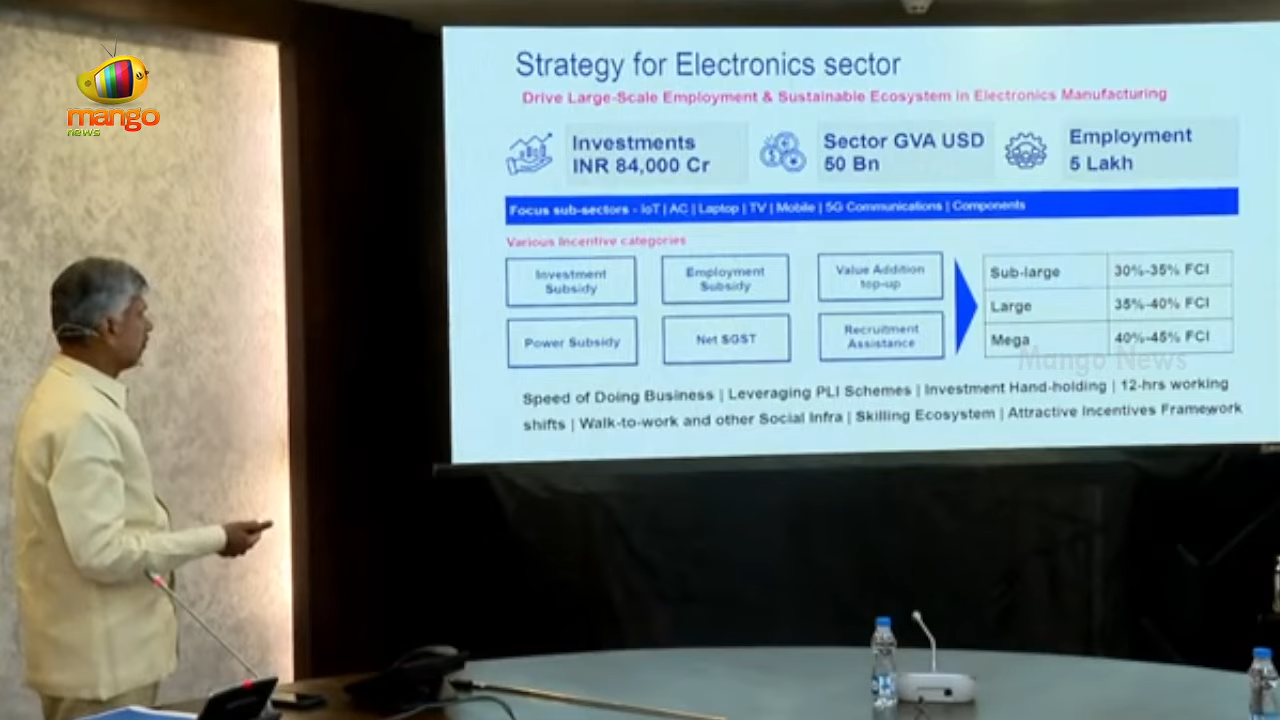 mango
news
Strategy for Electronics sector
Drive Large-Scale Employment & Sustainable Ecosystem in Electronics Manufacturing
Investments
INR 84,000 Cr
Sector GVA USD
50 Bn
Employment
5 Lakh
Focus sub-sectors - IoT | AC | Laptop | TV | Mobile | 5G Communications | Components
Various Incentive categories
Investment
Subsidy
Employment
Subsidy
Value Addition
top-up
Power Subsidy
Net SGST
Recruitment
Assistance
Sub-large 30%-35% FCI
Large 35%-40% FCI
Mega 40%-45% FCI
Mango News
Speed of Doing Business | Leveraging PLI Schemes | Investment Hand-holding | 12-hrs working
shifts | Walk-to-work and other Social Infra | Skilling Ecosystem | Attractive Incentives Framework